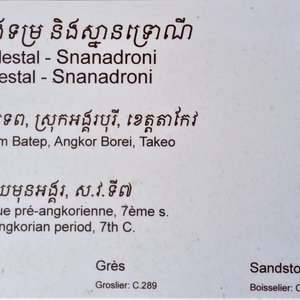 ទម្រ និងស្នានទ្រោណី
destal - Snanadroni
estal - Snanadroni
ទេព, ស្រុកអង្គរបុរី, ខេត្តតាកែវ
m Batep, Angkor Borei, Takeo
មុនអង្គរ, ស.វ.ទី៧
ue pré-angkorienne, 7ème s.
ngkorian period, 7th C.
Grès Sandsto
Groslier: C.289 Boisselier: C